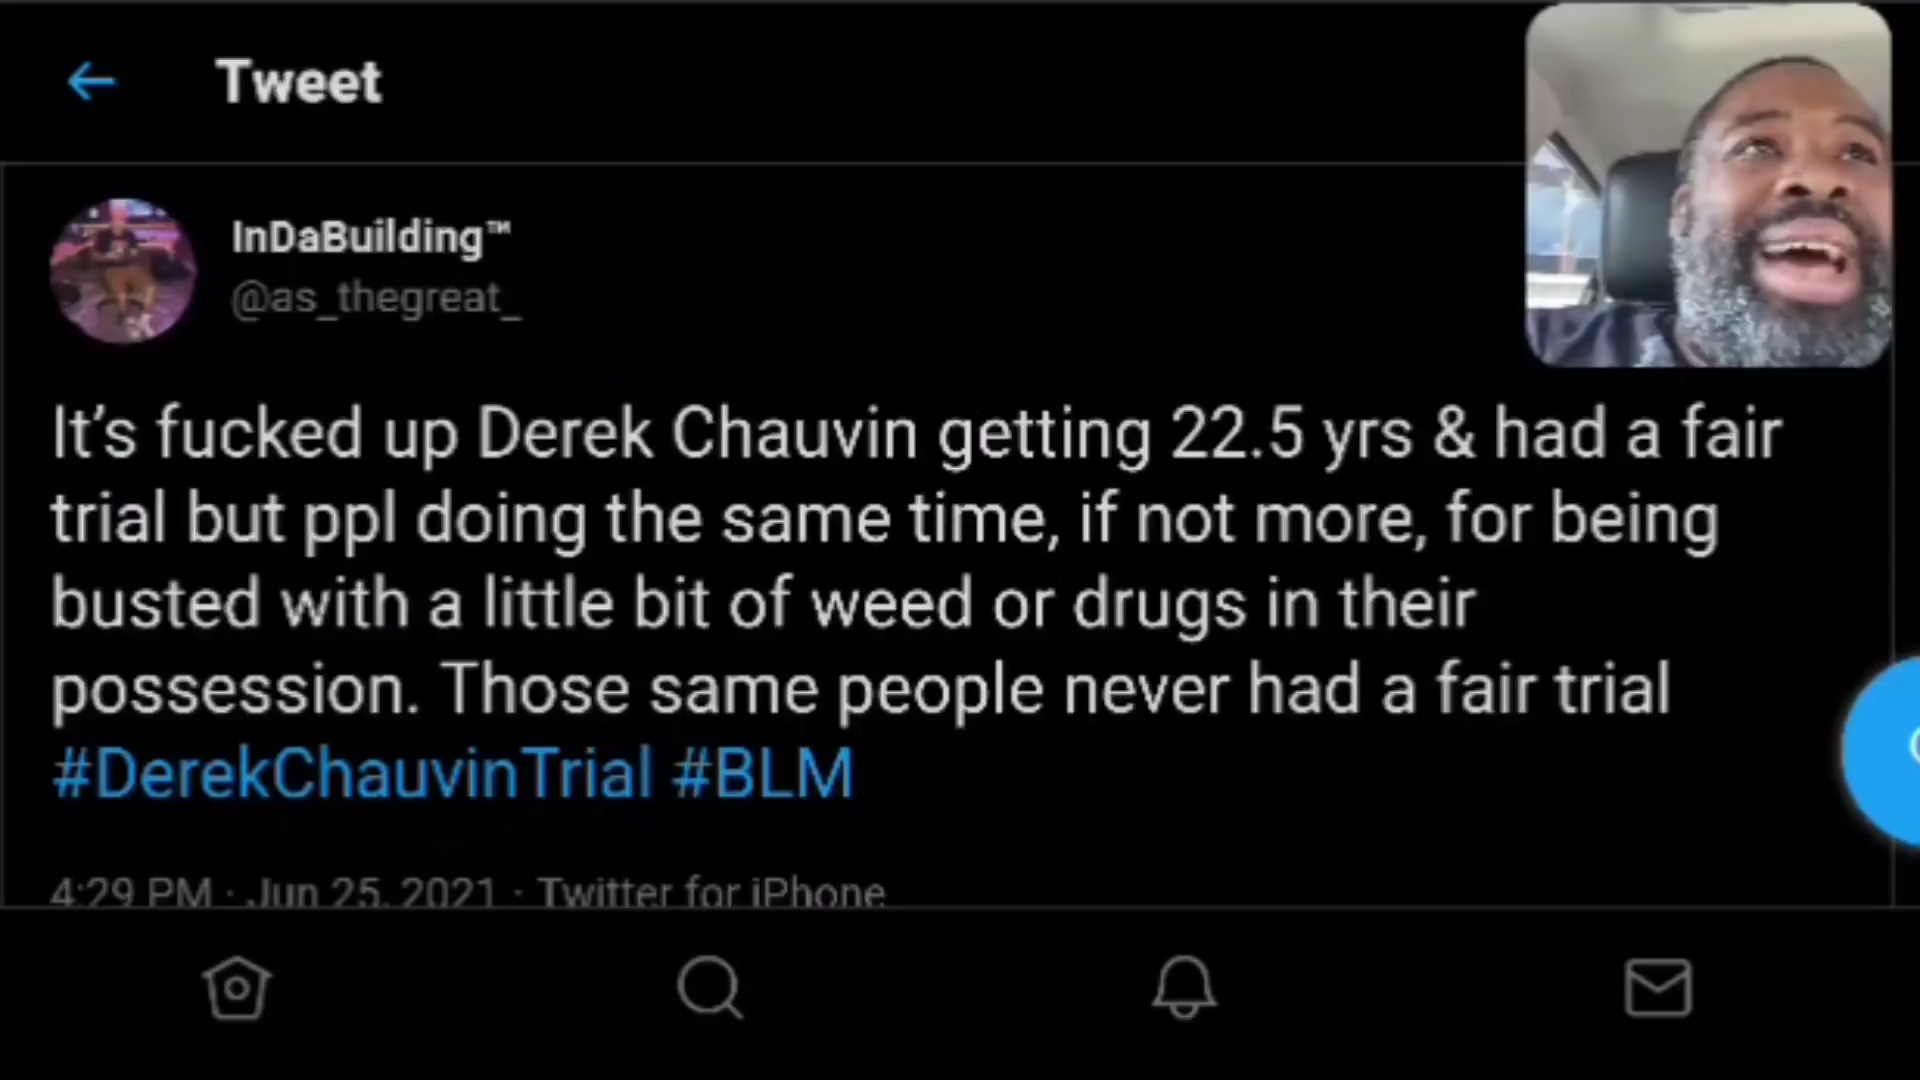 Tweet
InDaBuilding™
@as_thegreat_
It’s fucked up Derek Chauvin getting 22.5 yrs & had a fair
trial but ppl doing the same time, if not more, for being
busted with a little bit of weed or drugs in their
possession. Those same people never had a fair trial
#DerekChauvinTrial #BLM
4:29 PM · Jun 25, 2021 · Twitter for iPhone